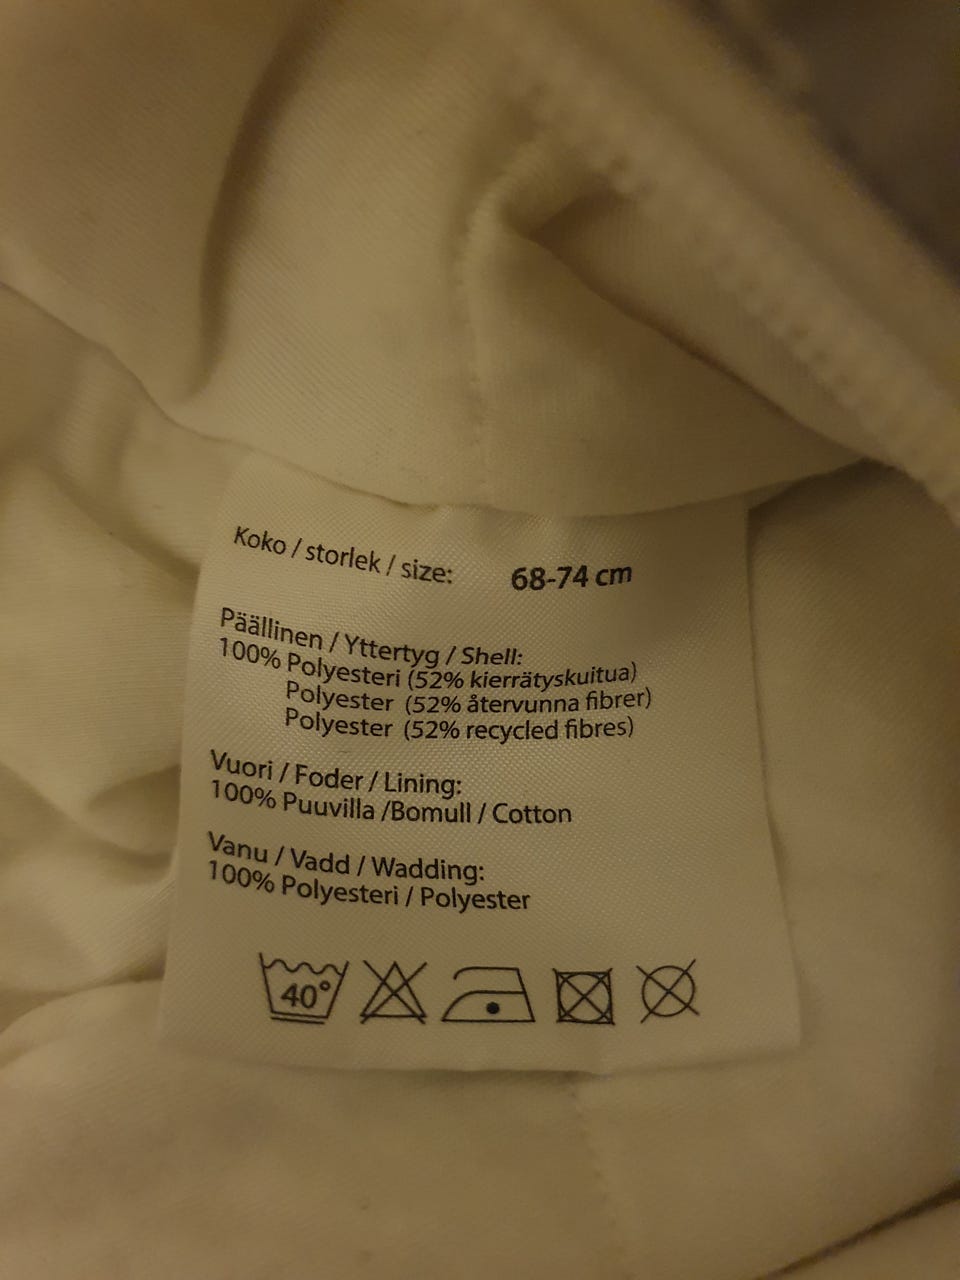 Koko / storlek / size: 68-74 cm
Päällinen / Yttertyg / Shell:
100% Polyesteri (52% kierrätyskuitua)
Polyester (52% återvunna fibrer)
Polyester (52% recycled fibres)
Vuori / Foder / Lining:
100% Puuvilla /Bomull / Cotton
Vanu / Vadd / Wadding:
100% Polyesteri / Polyester
40°